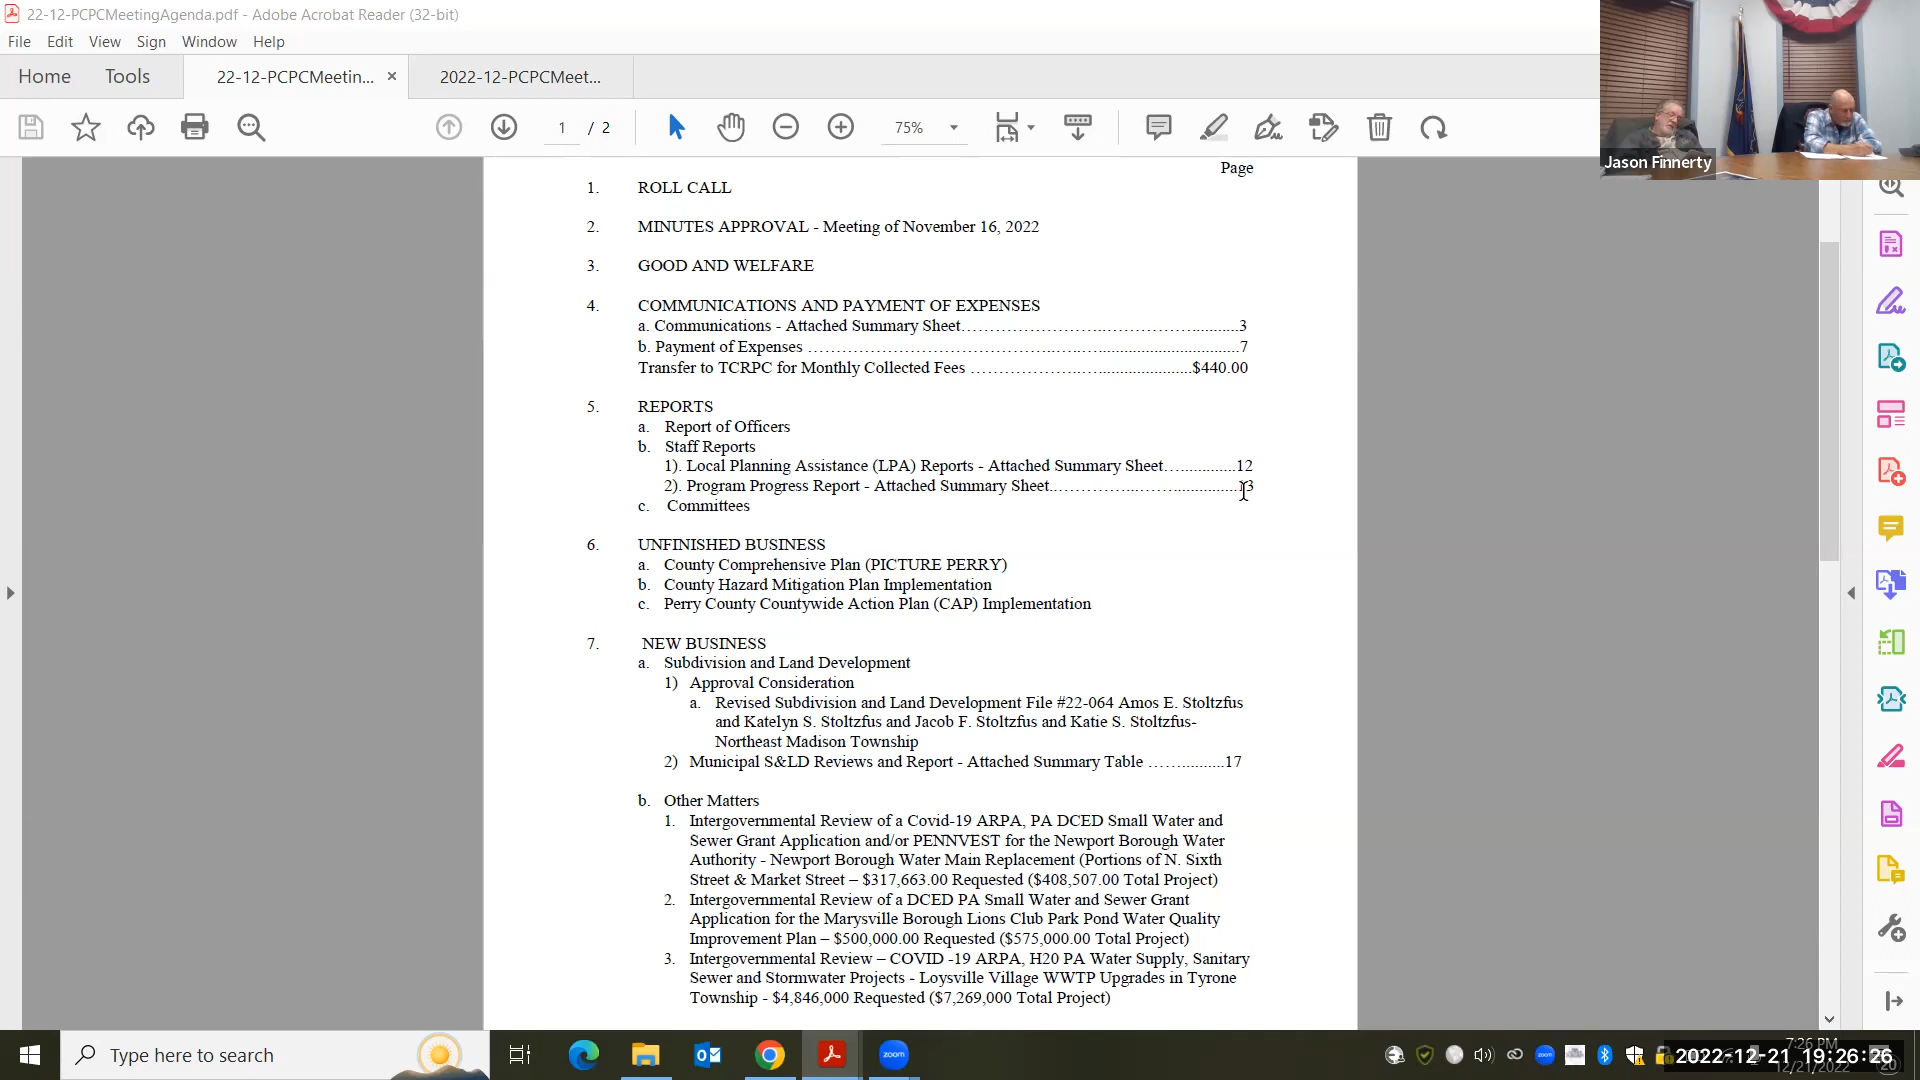 22-12-PCPCMeetingAgenda.pdf - Adobe Acrobat Reader (32-bit)
File Edit View Sign Window Help
Home Tools 22-12-PCPCMeetin... × 2022-12-PCPCMeet...
1 / 2 75%
Jason Finnerty
Page
1. ROLL CALL
2. MINUTES APPROVAL - Meeting of November 16, 2022
3. GOOD AND WELFARE
4. COMMUNICATIONS AND PAYMENT OF EXPENSES
a. Communications - Attached Summary Sheet……………………..……………...........3
b. Payment of Expenses …………………………………..…..…................................7
Transfer to TCRPC for Monthly Collected Fees ………………..…......................$440.00
5. REPORTS
a. Report of Officers
b. Staff Reports
1). Local Planning Assistance (LPA) Reports - Attached Summary Sheet….............12
2). Program Progress Report - Attached Summary Sheet..…………..……...............13
c. Committees
6. UNFINISHED BUSINESS
a. County Comprehensive Plan (PICTURE PERRY)
b. County Hazard Mitigation Plan Implementation
c. Perry County Countywide Action Plan (CAP) Implementation
7. NEW BUSINESS
a. Subdivision and Land Development
1) Approval Consideration
a. Revised Subdivision and Land Development File #22-064 Amos E. Stoltzfus
and Katelyn S. Stoltzfus and Jacob F. Stoltzfus and Katie S. Stoltzfus-
Northeast Madison Township
2) Municipal S&LD Reviews and Report - Attached Summary Table ……..........17
b. Other Matters
1. Intergovernmental Review of a Covid-19 ARPA, PA DCED Small Water and
Sewer Grant Application and/or PENNVEST for the Newport Borough Water
Authority - Newport Borough Water Main Replacement (Portions of N. Sixth
Street & Market Street – $317,663.00 Requested ($408,507.00 Total Project)
2. Intergovernmental Review of a DCED PA Small Water and Sewer Grant
Application for the Marysville Borough Lions Club Park Pond Water Quality
Improvement Plan – $500,000.00 Requested ($575,000.00 Total Project)
3. Intergovernmental Review – COVID -19 ARPA, H20 PA Water Supply, Sanitary
Sewer and Stormwater Projects - Loysville Village WWTP Upgrades in Tyrone
Township - $4,846,000 Requested ($7,269,000 Total Project)
Type here to search
zoom
7:26 PM
2022-12-21 19:26:26
12/21/2022
20